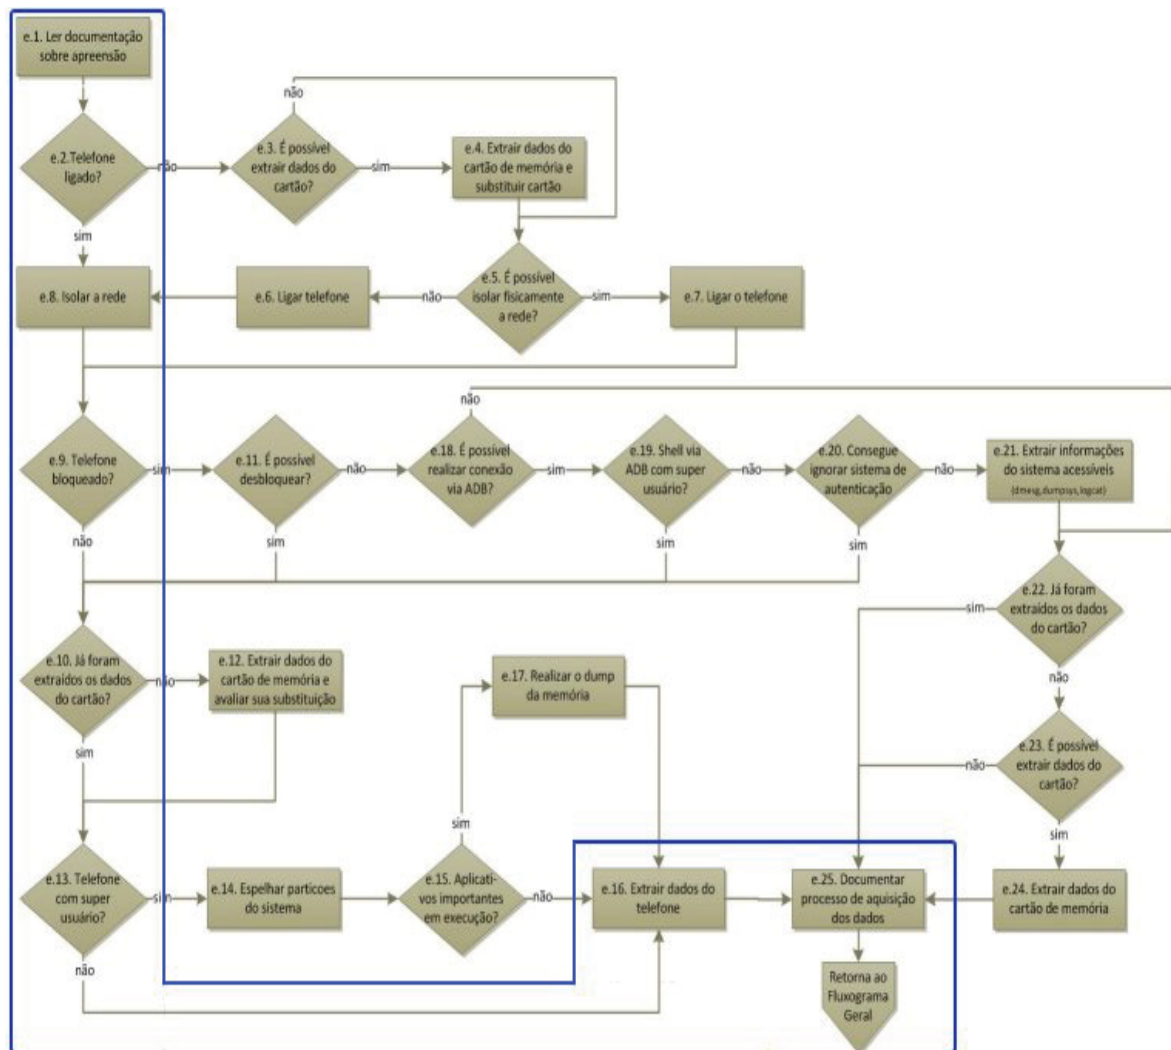 e.1. Ler documentação
sobre apreensão
e.2.Telefone
ligado?
não
sim
e.3. É possível
extrair dados do
cartão?
não
sim
e.4. Extrair dados do
cartão de memória e
substituir cartão
e.5. É possível
isolar fisicamente
a rede?
não
sim
e.6. Ligar telefone
e.7. Ligar o telefone
e.8. Isolar a rede
e.9. Telefone
bloqueado?
sim
não
e.11. É possível
desbloquear?
não
sim
e.18. É possível
realizar conexão
via ADB?
não
sim
e.19. Shell via
ADB com super
usuário?
não
sim
e.20. Consegue
ignorar sistema de
autenticação
não
sim
e.21. Extrair informações
do sistema acessíveis
(dmesg,dumpsys,logcat)
e.22. Já foram
extraídos os dados
do cartão?
sim
não
e.10. Já foram
extraídos os dados
do cartão?
não
sim
e.12. Extrair dados do
cartão de memória e
avaliar sua substituição
e.17. Realizar o dump
da memória
e.23. É possível
extrair dados do
cartão?
não
sim
e.13. Telefone
com super
usuário?
sim
não
e.14. Espelhar particoes
do sistema
e.15. Aplicati-
vos importantes
em execução?
sim
não
e.16. Extrair dados do
telefone
e.25. Documentar
processo de aquisição
dos dados
e.24. Extrair dados do
cartão de memória
Retorna ao
Fluxograma
Geral